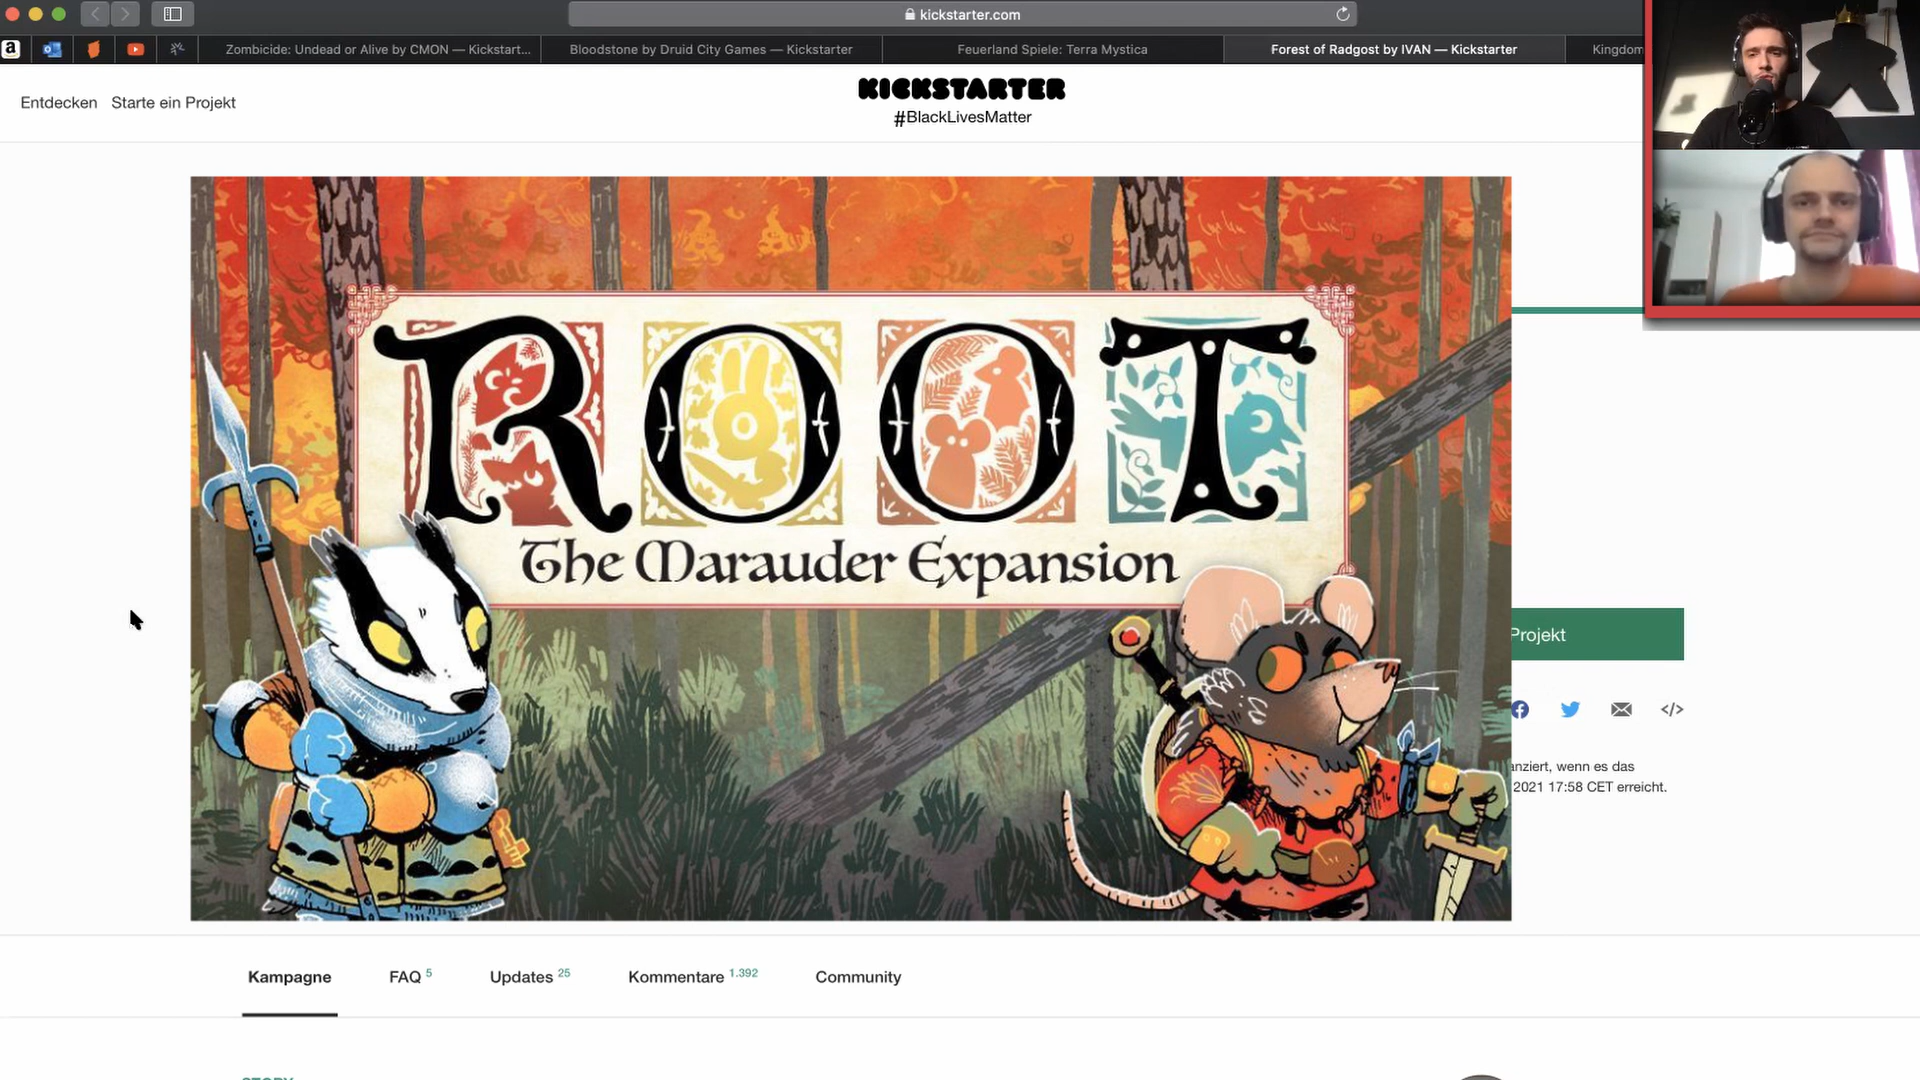 kickstarter.com
a
Zombicide: Undead or Alive by CMON — Kickstart...
Bloodstone by Druid City Games — Kickstarter
Feuerland Spiele: Terra Mystica
Forest of Radgost by IVAN — Kickstarter
Kingdom
Entdecken
Starte ein Projekt
KICKSTARTER
#BlackLivesMatter
ROOT
The Marauder Expansion
Projekt
</>
anziert, wenn es das
2021 17:58 CET erreicht.
Kampagne
FAQ 5
Updates 25
Kommentare 1.392
Community
STORY